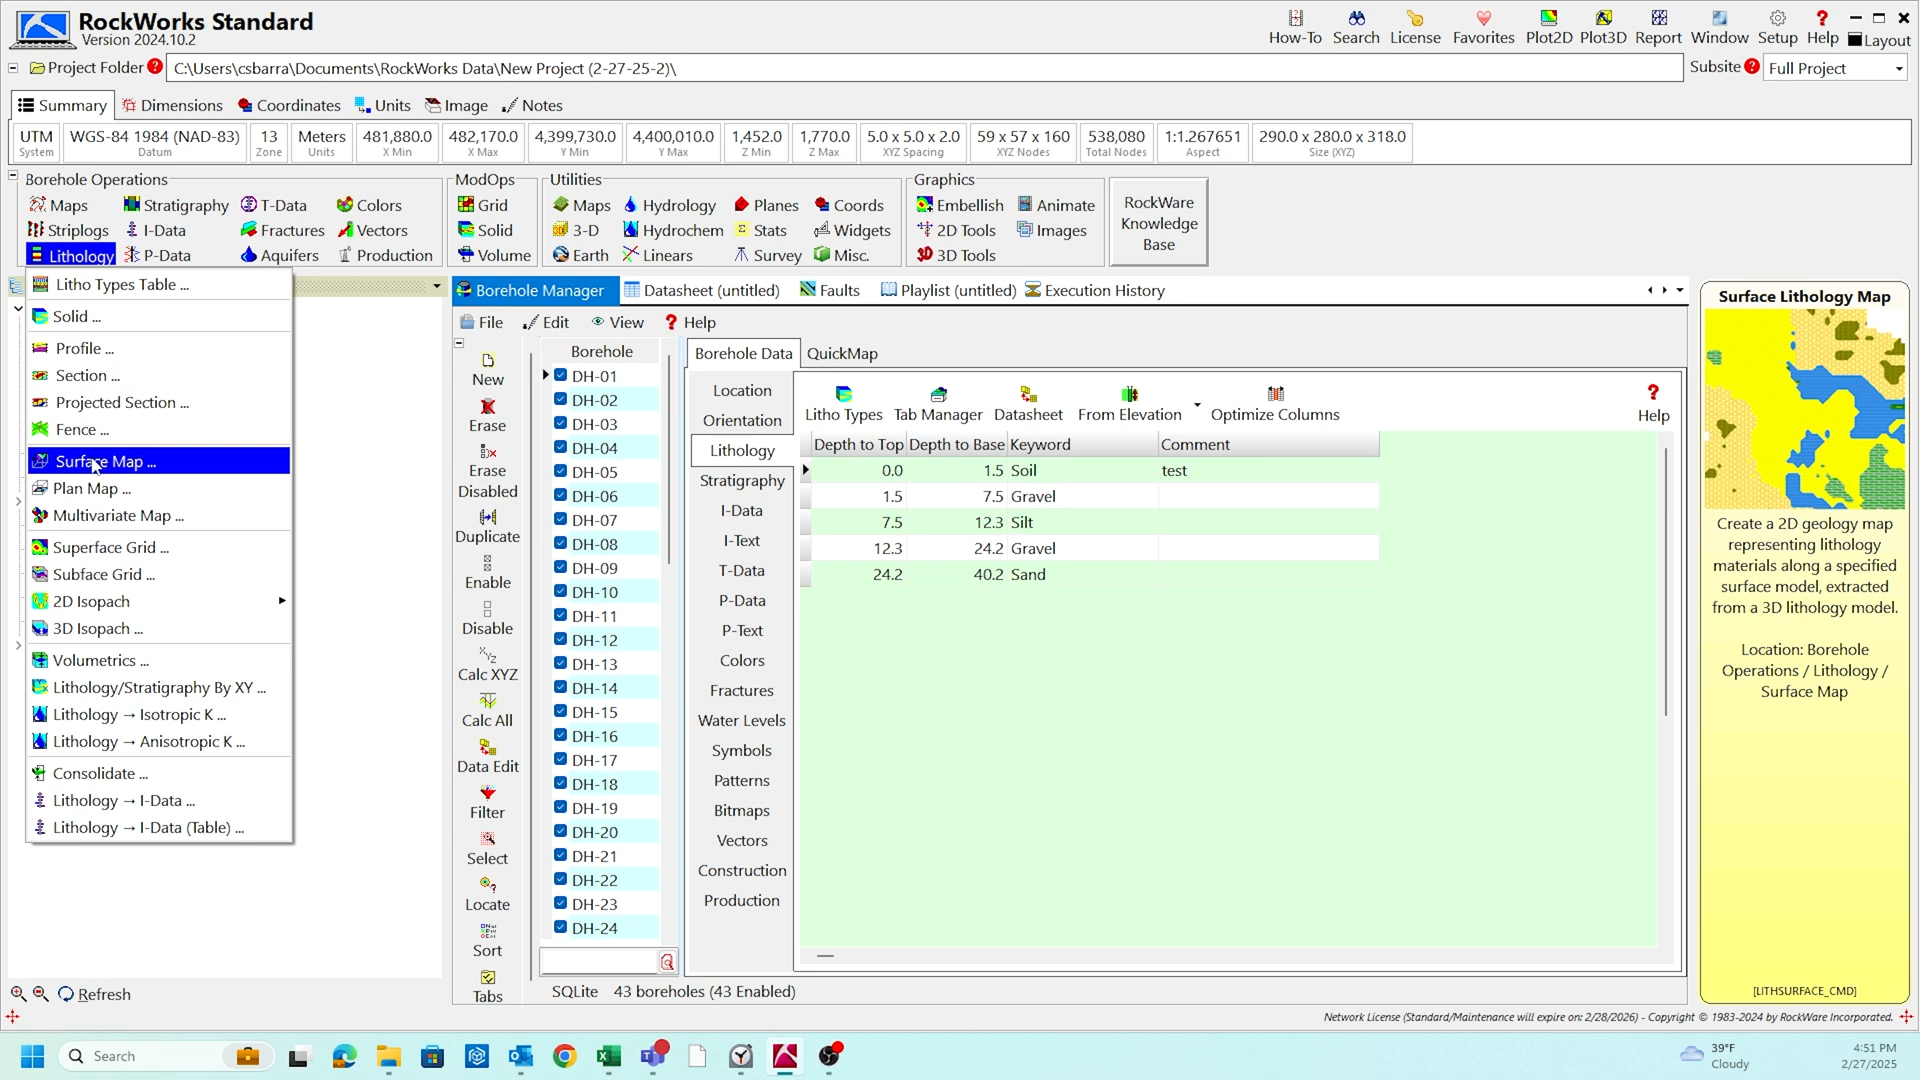 RockWorks Standard
Version 2024.10.2
How-To Search License Favorites Plot2D Plot3D Report Window Setup Help Layout
Project Folder C:\Users\csbarra\Documents\RockWorks Data\New Project (2-27-25-2)\ Subsite Full Project
Summary Dimensions Coordinates Units Image Notes
UTM WGS-84 1984 (NAD-83) 13 Meters 481,880.0 482,170.0 4,399,730.0 4,400,010.0 1,452.0 1,770.0 5.0 x 5.0 x 2.0 59 x 57 x 160 538,080 1:1.267651 290.0 x 280.0 x 318.0
System Datum Zone Units X Min X Max Y Min Y Max Z Min Z Max XYZ Spacing XYZ Nodes Total Nodes Aspect Size (XYZ)
Borehole Operations ModOps Utilities Graphics
Maps Stratigraphy T-Data Colors Grid Maps Hydrology Planes Coords Embellish Animate
Striplogs I-Data Fractures Vectors Solid 3-D Hydrochem Stats Widgets 2D Tools Images
Lithology P-Data Aquifers Production Volume Earth Linears Survey Misc. 3D Tools
RockWare
Knowledge
Base
Litho Types Table ...
Solid ...
Profile ...
Section ...
Projected Section ...
Fence ...
Surface Map ...
Plan Map ...
Multivariate Map ...
Superface Grid ...
Subface Grid ...
2D Isopach
3D Isopach ...
Volumetrics ...
Lithology/Stratigraphy By XY ...
Lithology → Isotropic K ...
Lithology → Anisotropic K ...
Consolidate ...
Lithology → I-Data ...
Lithology → I-Data (Table) ...
Refresh
Borehole Manager Datasheet (untitled) Faults Playlist (untitled) Execution History
File Edit View Help
New
Erase
Erase
Disabled
Duplicate
Enable
Disable
Calc XYZ
Calc All
Data Edit
Filter
Select
Locate
Sort
Tabs
Borehole
DH-01
DH-02
DH-03
DH-04
DH-05
DH-06
DH-07
DH-08
DH-09
DH-10
DH-11
DH-12
DH-13
DH-14
DH-15
DH-16
DH-17
DH-18
DH-19
DH-20
DH-21
DH-22
DH-23
DH-24
SQLite 43 boreholes (43 Enabled)
Borehole Data QuickMap
Location
Orientation
Lithology
Stratigraphy
I-Data
I-Text
T-Data
P-Data
P-Text
Colors
Fractures
Water Levels
Symbols
Patterns
Bitmaps
Vectors
Construction
Production
Litho Types Tab Manager Datasheet From Elevation Optimize Columns Help
Depth to Top Depth to Base Keyword Comment
0.0 1.5 Soil test
1.5 7.5 Gravel
7.5 12.3 Silt
12.3 24.2 Gravel
24.2 40.2 Sand
Surface Lithology Map
Create a 2D geology map
representing lithology
materials along a specified
surface model, extracted
from a 3D lithology model.
Location: Borehole
Operations / Lithology /
Surface Map
[LITHSURFACE_CMD]
Network License (Standard/Maintenance will expire on: 2/28/2026) - Copyright © 1983-2024 by RockWare Incorporated.
Search
39°F
Cloudy
4:51 PM
2/27/2025